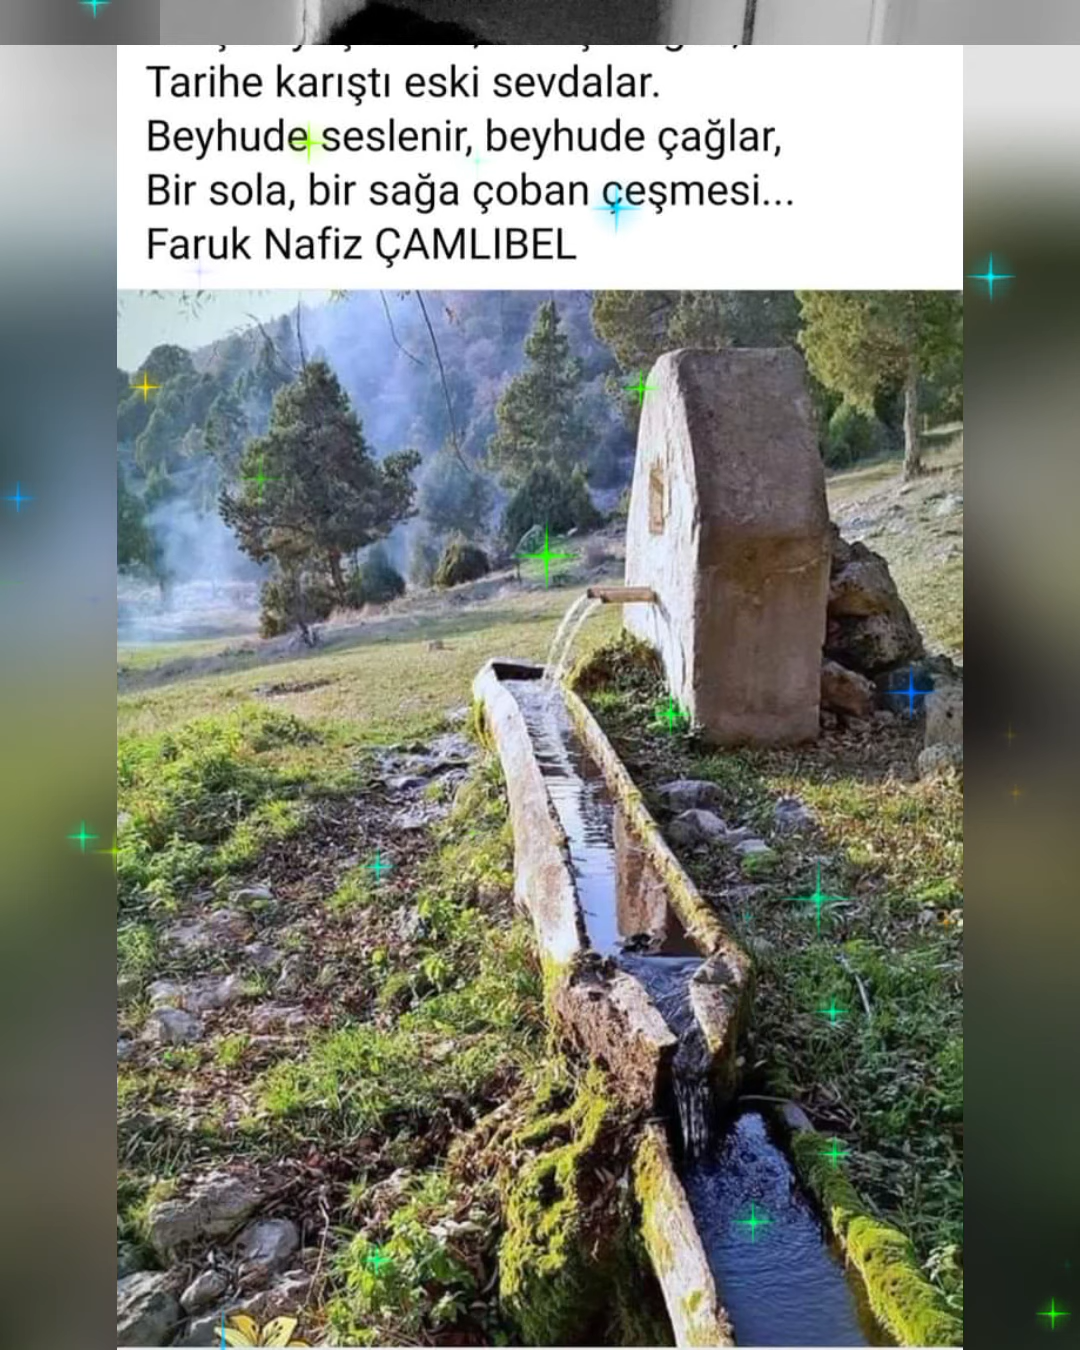 Tarihe karıştı eski sevdalar.
Beyhude seslenir, beyhude çağlar,
Bir sola, bir sağa çoban çeşmesi...
Faruk Nafiz ÇAMLIBEL